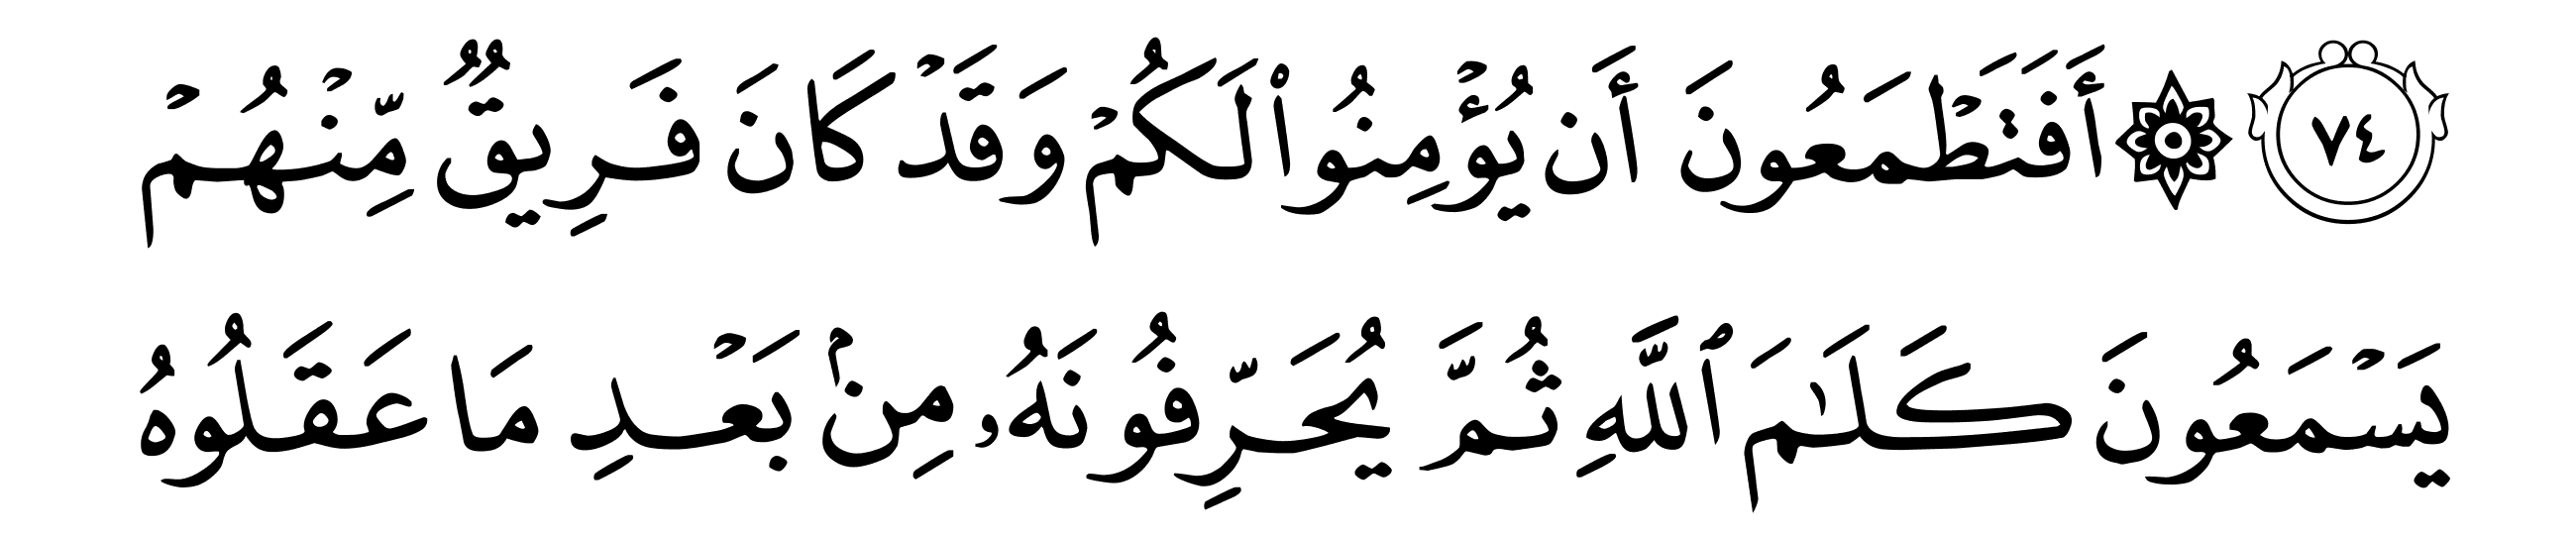 ٧٤ ۞ أَفَتَطْمَعُونَ أَن يُؤْمِنُوا۟ لَكُمْ وَقَدْ كَانَ فَرِيقٌ مِّنْهُمْ
يَسْمَعُونَ كَلَـٰمَ ٱللَّهِ ثُمَّ يُحَرِّفُونَهُۥ مِنۢ بَعْدِ مَا عَقَلُوهُ